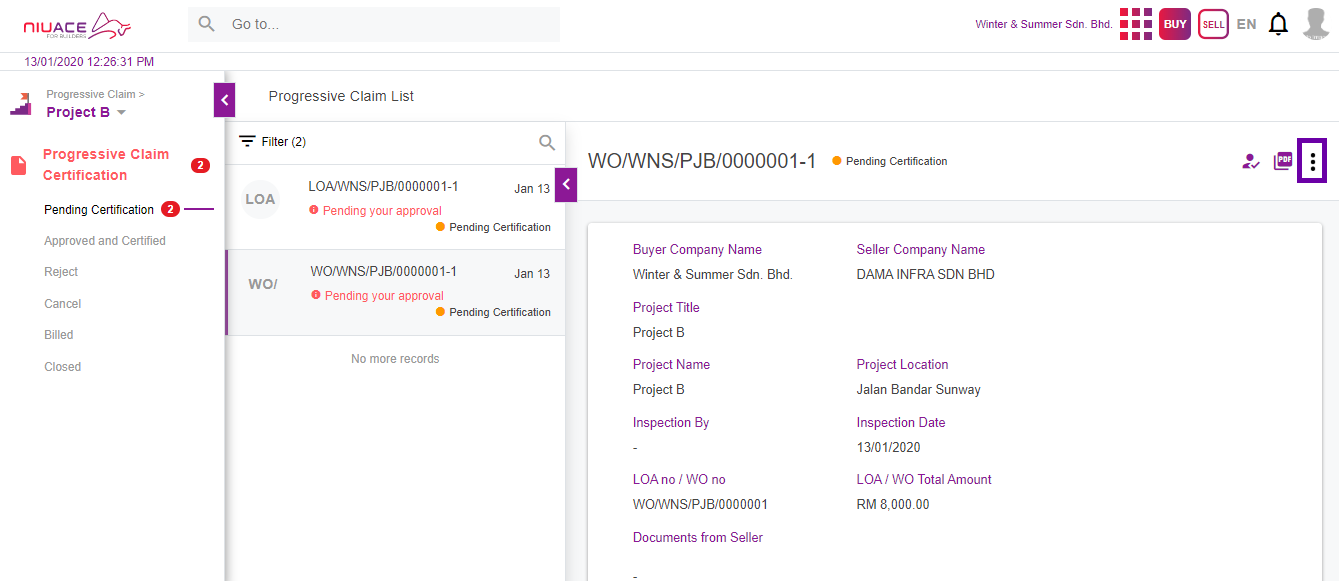 NIUACE
FOR BUILDERS
Go to...
Winter & Summer Sdn. Bhd.
BUY
SELL
EN
13/01/2020 12:26:31 PM
Progressive Claim >
Project B
Progressive Claim List
Progressive Claim
Certification
2
Pending Certification
2
Approved and Certified
Reject
Cancel
Billed
Closed
Filter (2)
LOA
LOA/WNS/PJB/0000001-1
Jan 13
Pending your approval
Pending Certification
WO/
WO/WNS/PJB/0000001-1
Jan 13
Pending your approval
Pending Certification
No more records
WO/WNS/PJB/0000001-1
Pending Certification
PDF
Buyer Company Name
Seller Company Name
Winter & Summer Sdn. Bhd.
DAMA INFRA SDN BHD
Project Title
Project B
Project Name
Project Location
Project B
Jalan Bandar Sunway
Inspection By
Inspection Date
-
13/01/2020
LOA no / WO no
LOA / WO Total Amount
WO/WNS/PJB/0000001
RM 8,000.00
Documents from Seller
-